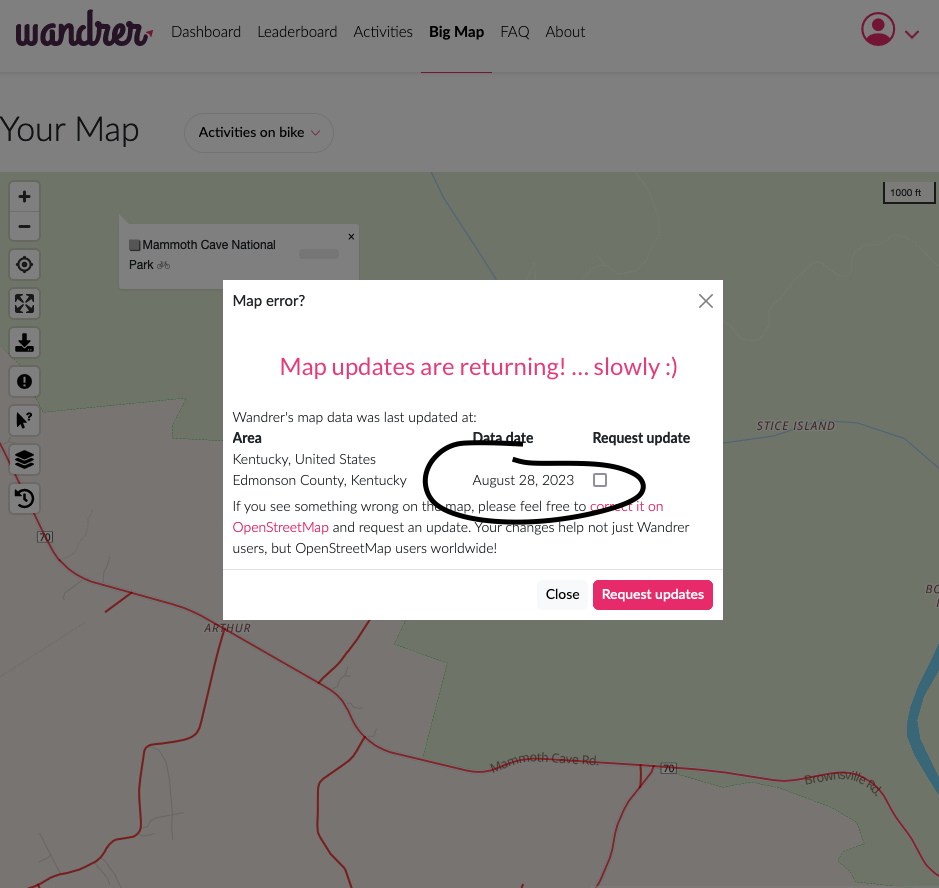 wandrer
Dashboard Leaderboard Activities Big Map FAQ About
Your Map
Activities on bike
1000 ft
Mammoth Cave National
Park
Map error?
Map updates are returning! ... slowly :)
Wandrer's map data was last updated at:
Area Data date Request update
Kentucky, United States
Edmonson County, Kentucky August 28, 2023
If you see something wrong on the map, please feel free to correct it on
OpenStreetMap and request an update. Your changes help not just Wandrer
users, but OpenStreetMap users worldwide!
Close Request updates
STICE ISLAND
70
ARTHUR
Mammoth Cave Rd.
70
Brownsville Rd.